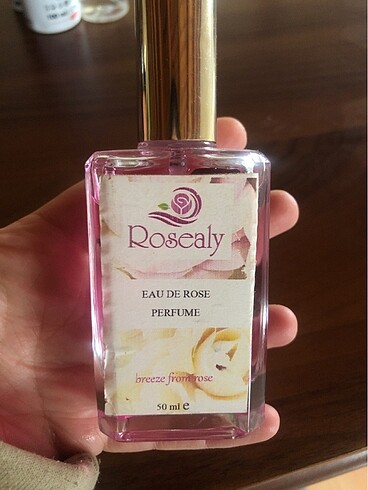 Rosealy
EAU DE ROSE
PERFUME
breeze from rose
50 ml e